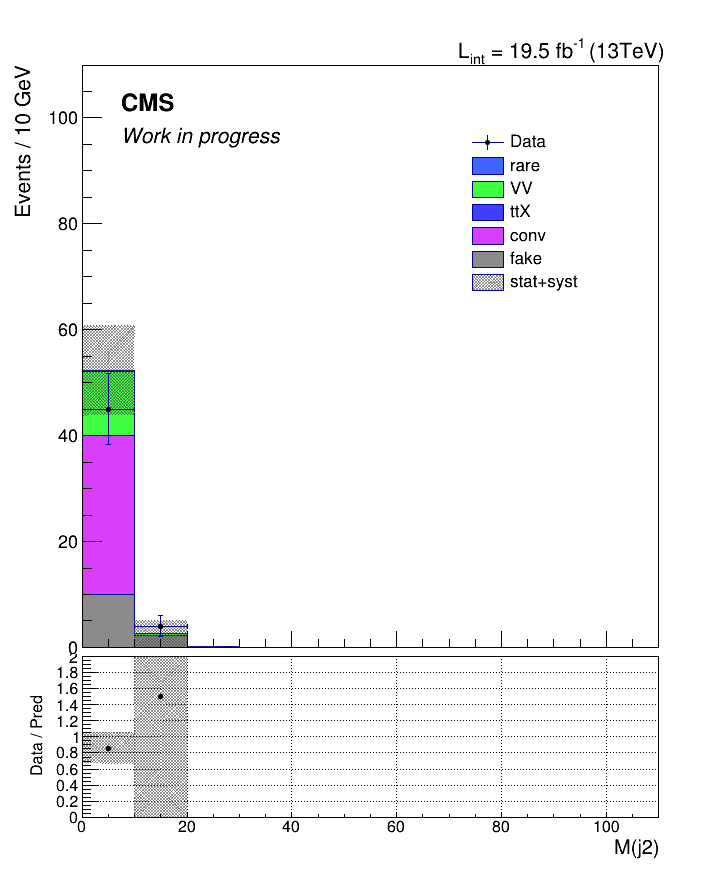 L_int = 19.5 fb^-1 (13TeV)
Events / 10 GeV
CMS
Work in progress
Data
rare
VV
ttX
conv
fake
stat+syst
100
80
60
40
20
0
Data / Pred
2
1.8
1.6
1.4
1.2
1
0.8
0.6
0.4
0.2
0
0 20 40 60 80 100
M(j2)